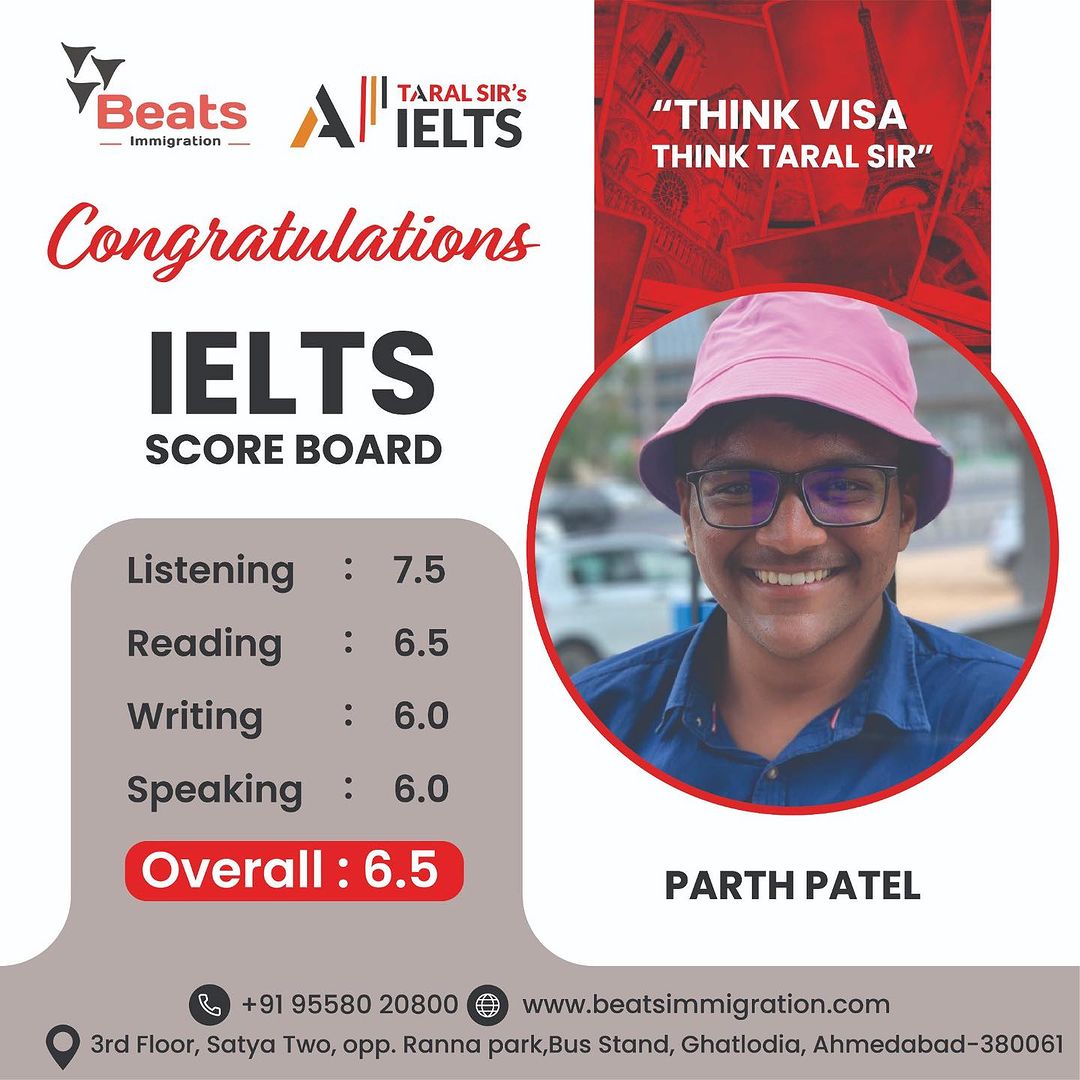 Beats
Immigration
A
TARAL SIR's
IELTS
“THINK VISA
THINK TARAL SIR”
Congratulations
IELTS
SCORE BOARD
Listening : 7.5
Reading : 6.5
Writing : 6.0
Speaking : 6.0
Overall : 6.5
PARTH PATEL
+91 95580 20800 www.beatsimmigration.com
3rd Floor, Satya Two, opp. Ranna park,Bus Stand, Ghatlodia, Ahmedabad-380061